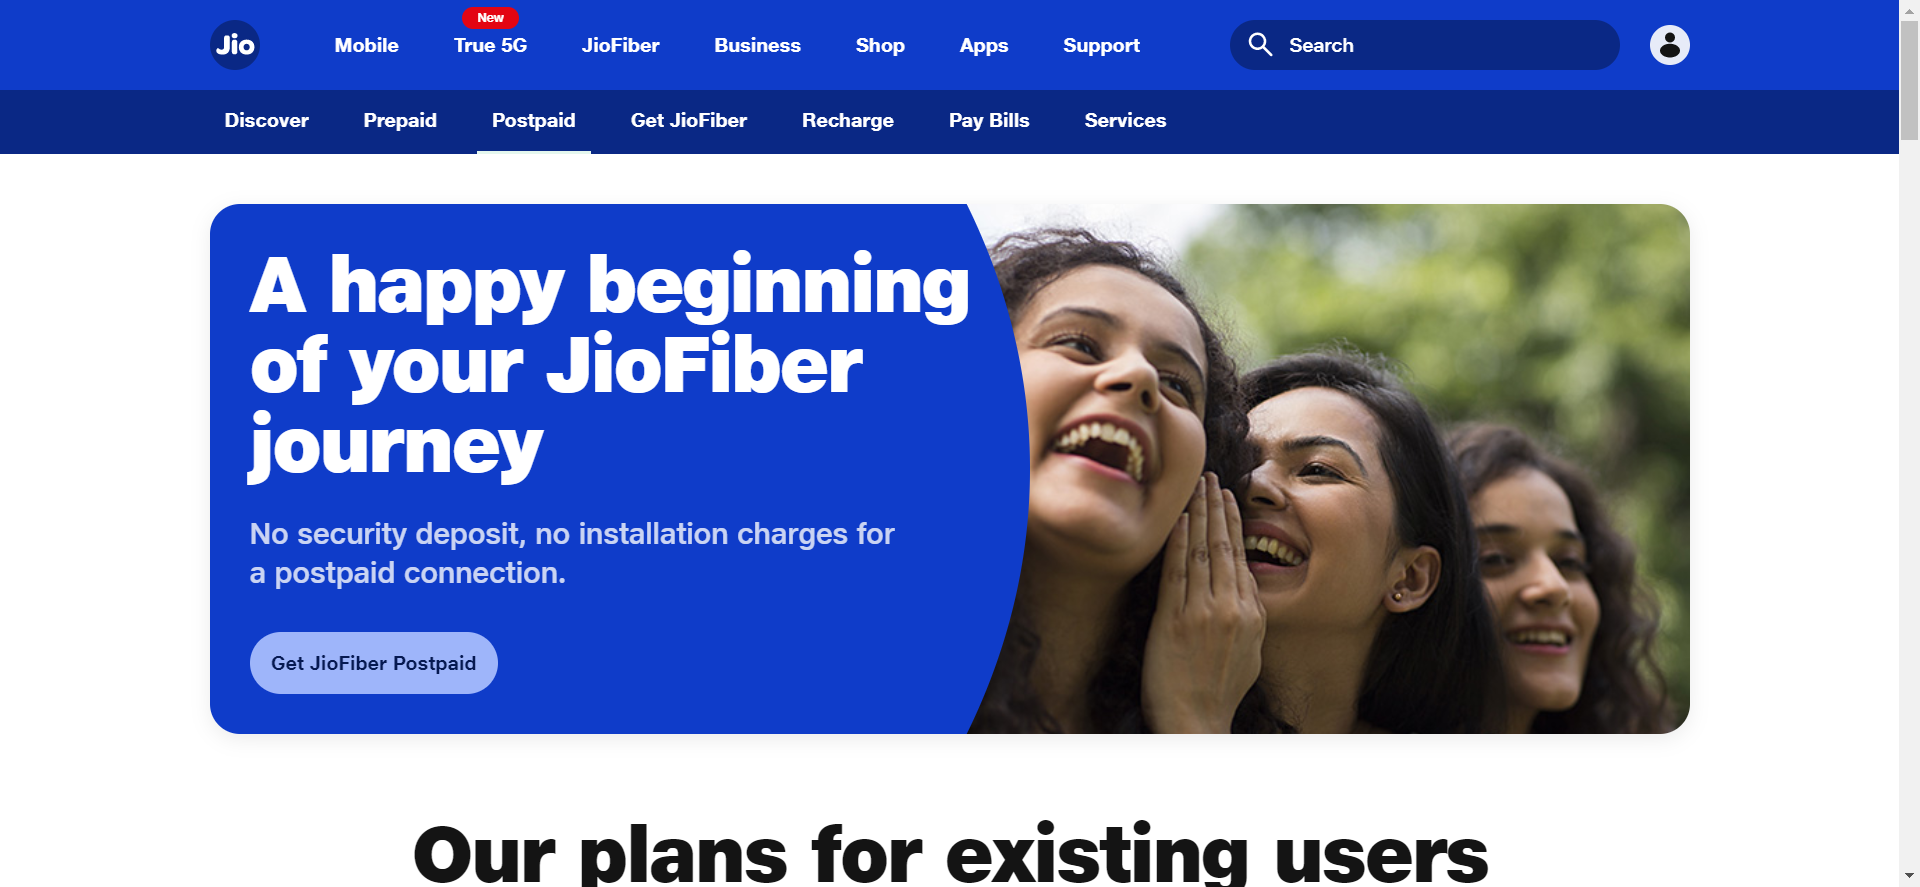 Jio
Mobile
New
True 5G
JioFiber
Business
Shop
Apps
Support
Search
Discover
Prepaid
Postpaid
Get JioFiber
Recharge
Pay Bills
Services
A happy beginning
of your JioFiber
journey
No security deposit, no installation charges for
a postpaid connection.
Get JioFiber Postpaid
Our plans for existing users